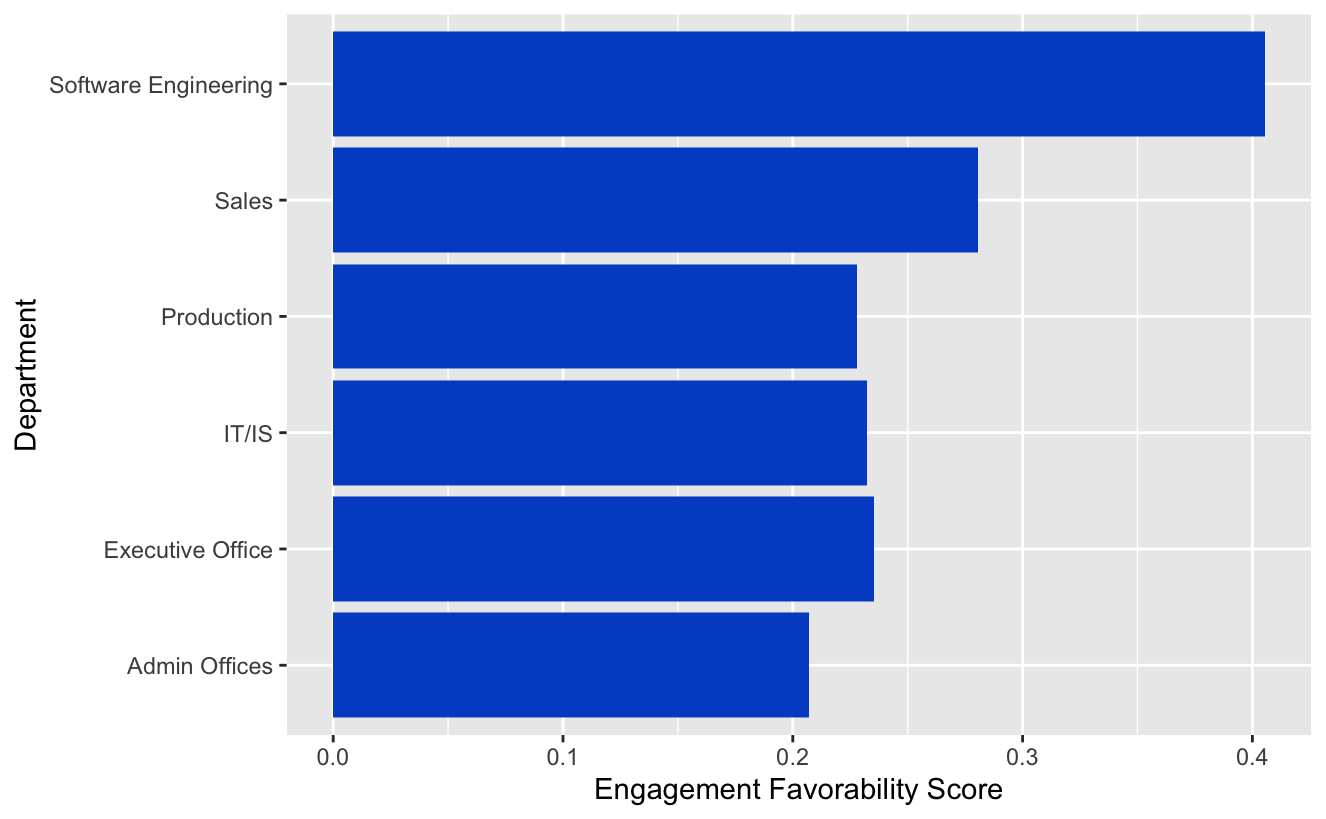 Software Engineering
Sales
Production
IT/IS
Executive Office
Admin Offices
Department
0.0 0.1 0.2 0.3 0.4
Engagement Favorability Score